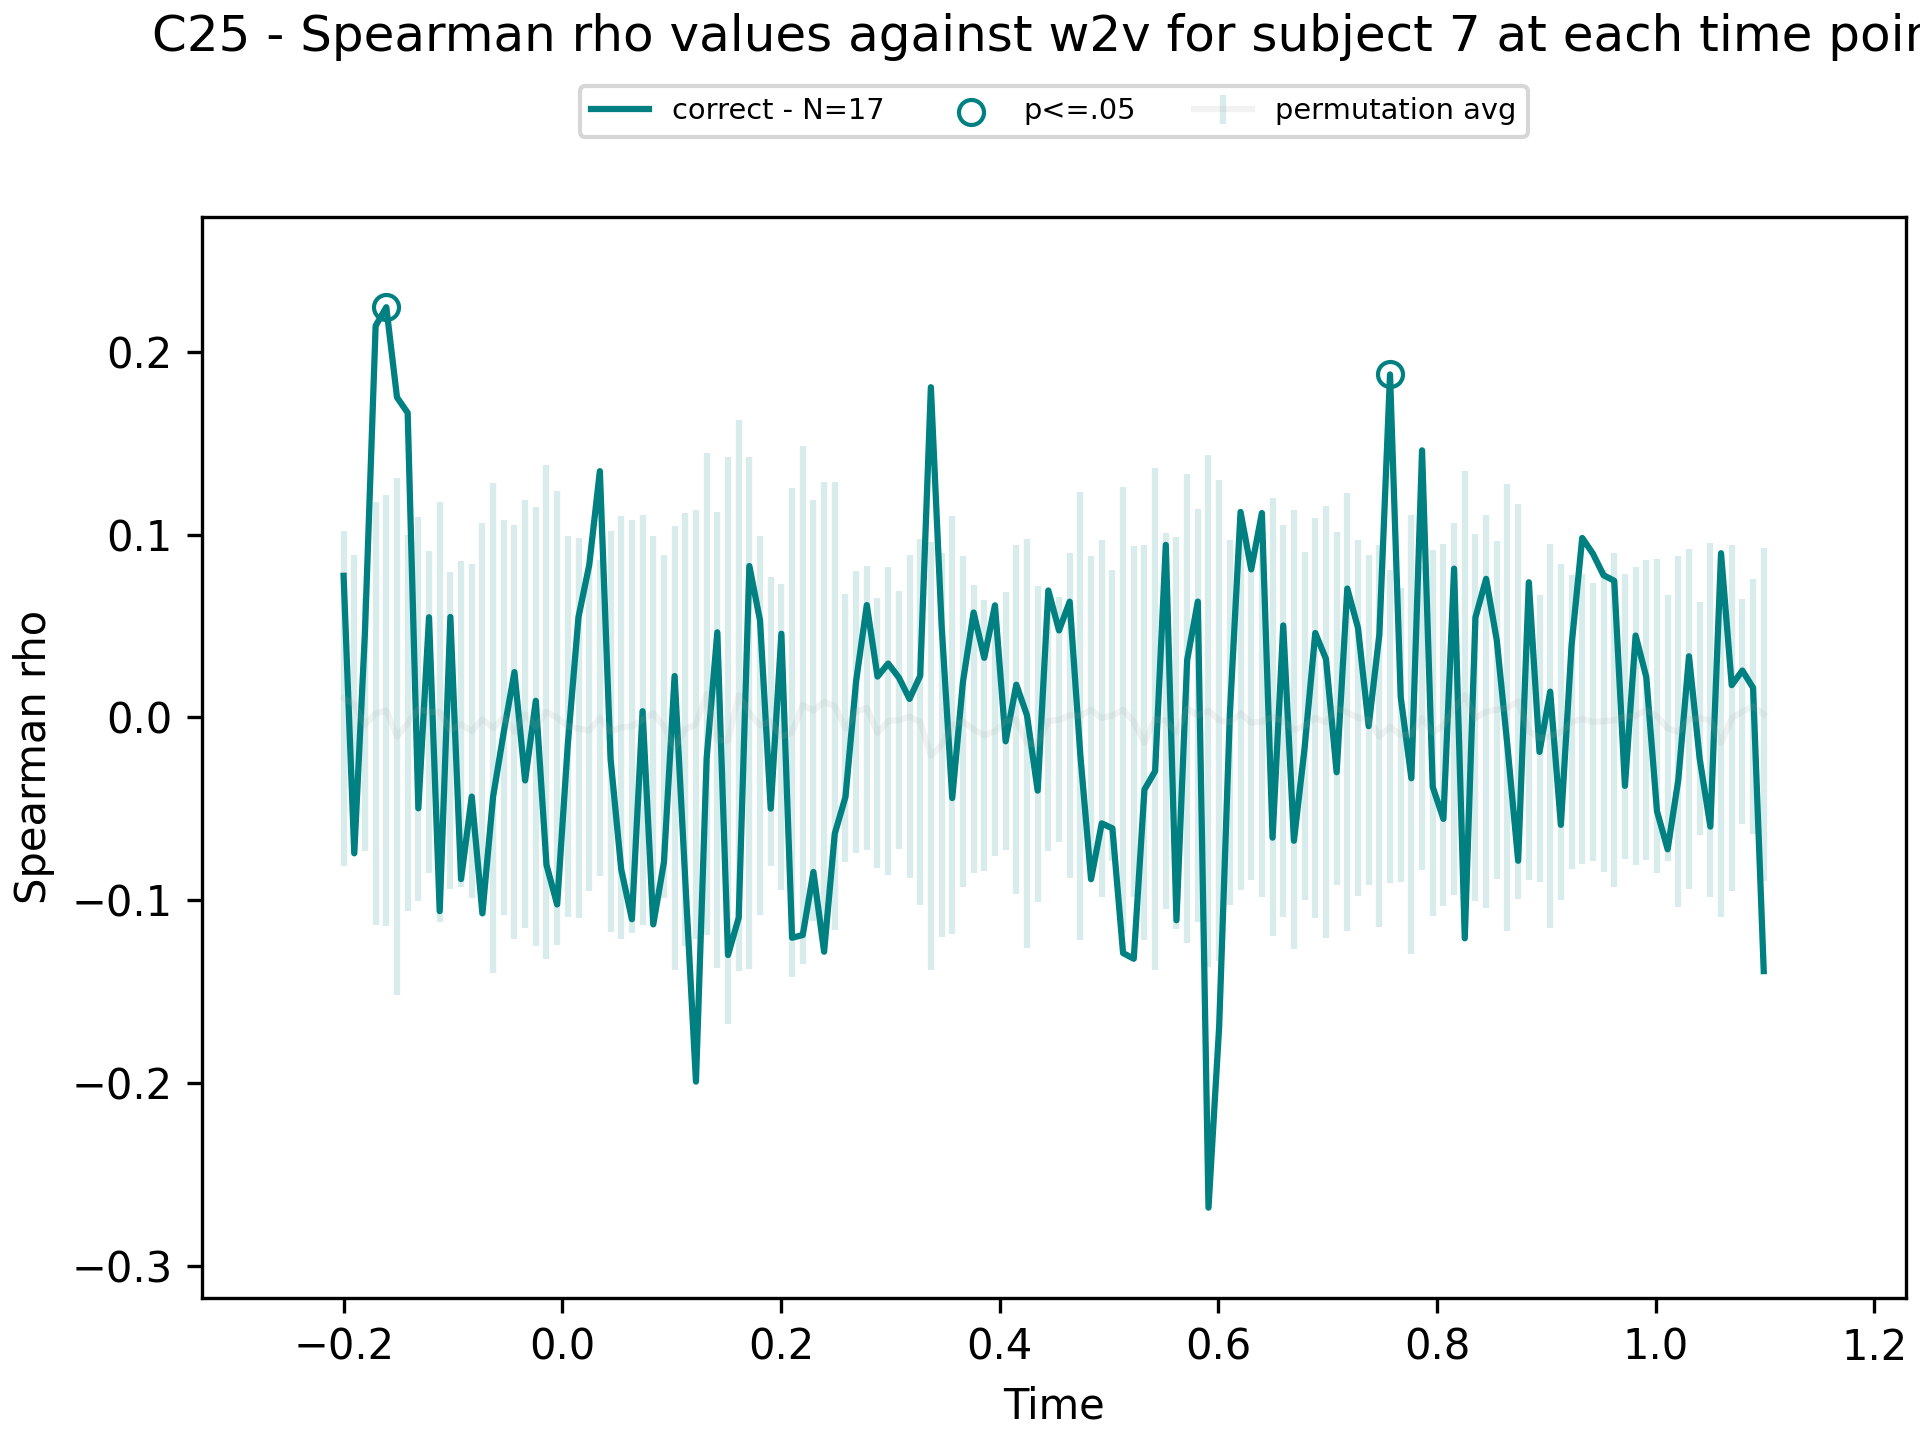 C25 - Spearman rho values against w2v for subject 7 at each time poin
correct - N=17 p<=.05 permutation avg
Spearman rho
0.2
0.1
0.0
−0.1
−0.2
−0.3
−0.2 0.0 0.2 0.4 0.6 0.8 1.0 1.2
Time